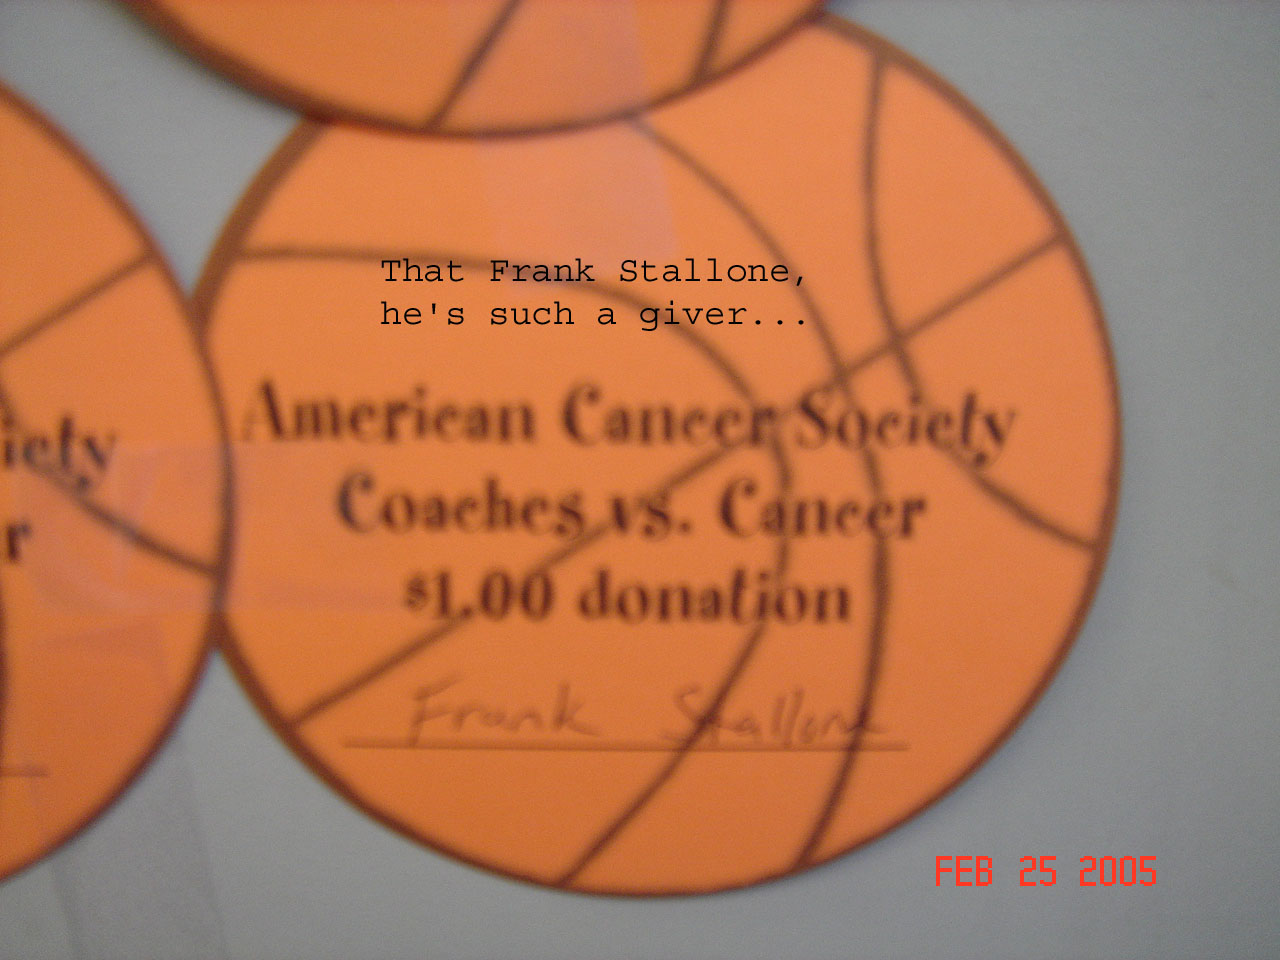 That Frank Stallone,
he's such a giver...
American Cancer Society
iety
Coaches vs. Cancer
r
$1.00 donation
Frank Stallone
FEB 25 2005